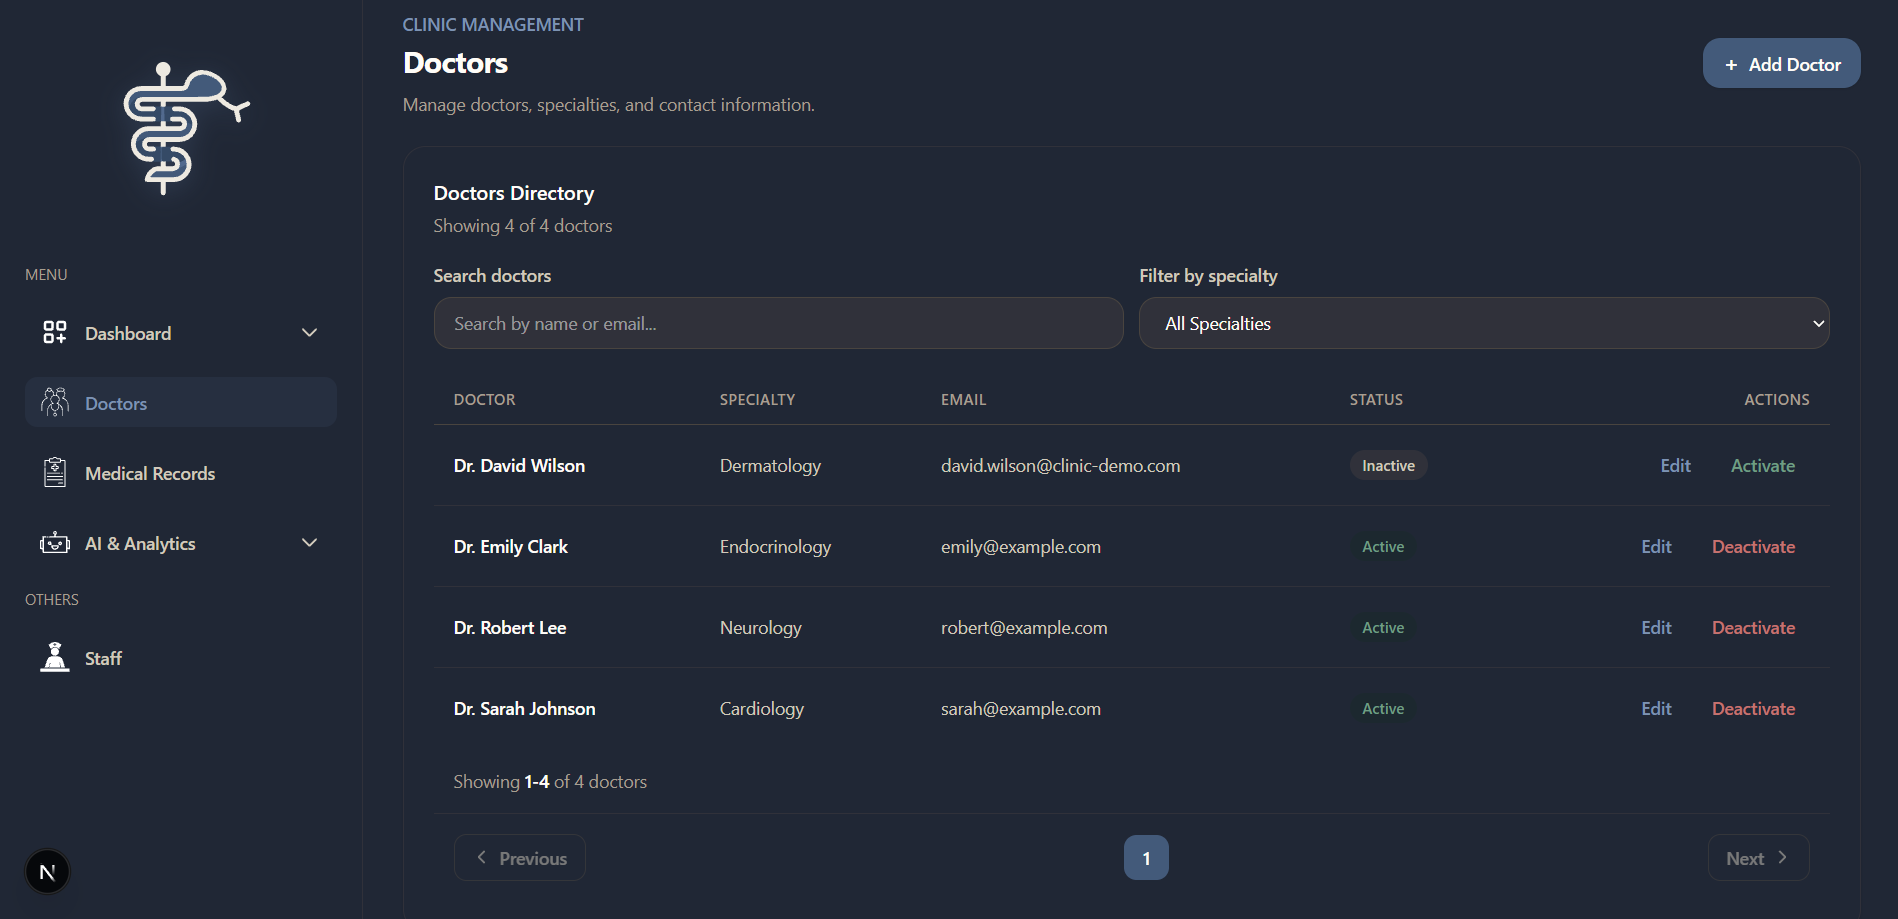 CLINIC MANAGEMENT
Doctors
Manage doctors, specialties, and contact information.
+ Add Doctor
MENU
Dashboard
Doctors
Medical Records
AI & Analytics
OTHERS
Staff
N
Doctors Directory
Showing 4 of 4 doctors
Search doctors
Search by name or email...
Filter by specialty
All Specialties
DOCTOR SPECIALTY EMAIL STATUS ACTIONS
Dr. David Wilson Dermatology david.wilson@clinic-demo.com Inactive Edit Activate
Dr. Emily Clark Endocrinology emily@example.com Active Edit Deactivate
Dr. Robert Lee Neurology robert@example.com Active Edit Deactivate
Dr. Sarah Johnson Cardiology sarah@example.com Active Edit Deactivate
Showing 1-4 of 4 doctors
Previous 1 Next